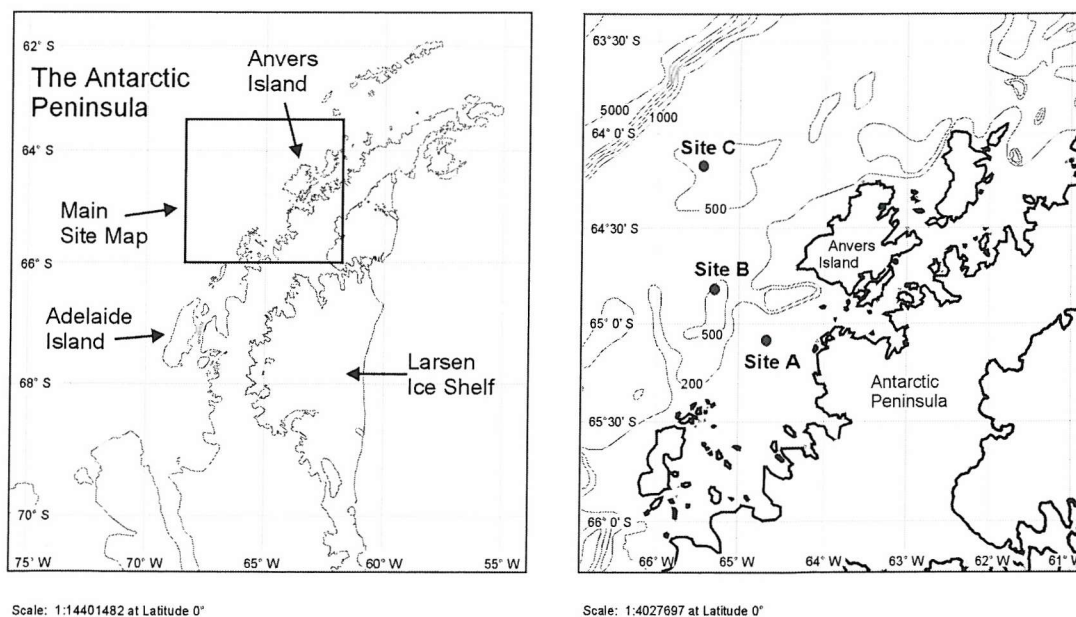 62° S
The Antarctic
Peninsula
Anvers
Island
64° S
Main
Site Map
66° S
Adelaide
Island
Larsen
Ice Shelf
68° S
70° S
75° W
70° W
65° W
60° W
55° W
Scale: 1:14401482 at Latitude 0°
63°30' S
5000
1000
64° 0' S
Site C
500
64°30' S
Anvers
Island
Site B
65° 0' S
500
Site A
200
Antarctic
Peninsula
65°30' S
66° 0' S
66° W
65° W
64° W
63° W
62° W
61° W
Scale: 1:4027697 at Latitude 0°